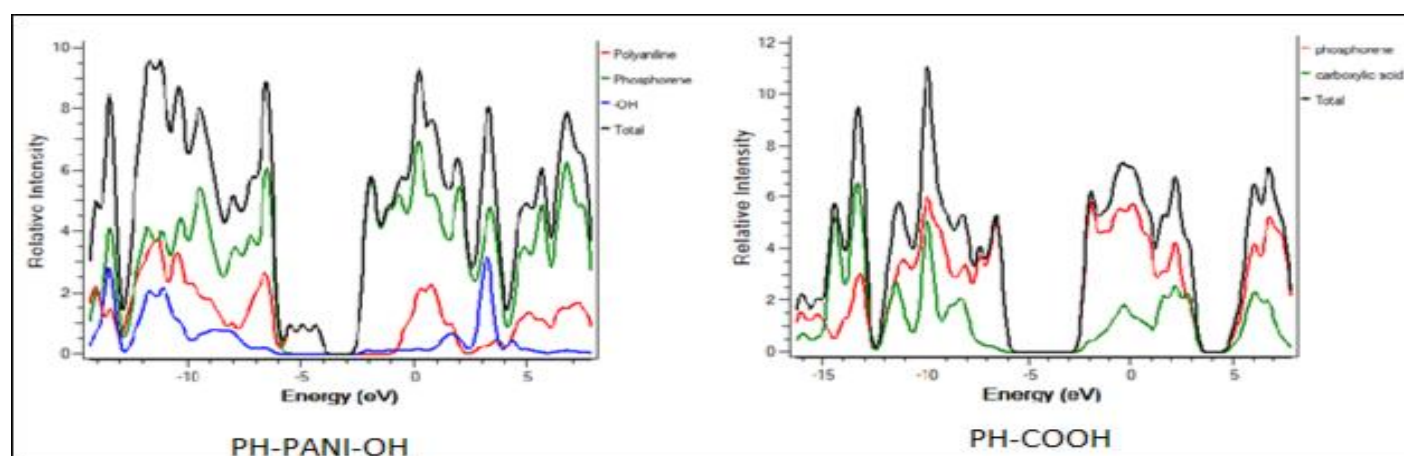 10
8
6
4
2
0
Relative Intensity
-10
-5
0
5
Energy (eV)
Polyaniline
Phosphorene
-OH
Total
PH-PANI-OH
12
10
8
6
4
2
0
Relative Intensity
-15
-10
-5
0
5
Energy (eV)
phosphorene
carboxylic acid
Total
PH-COOH